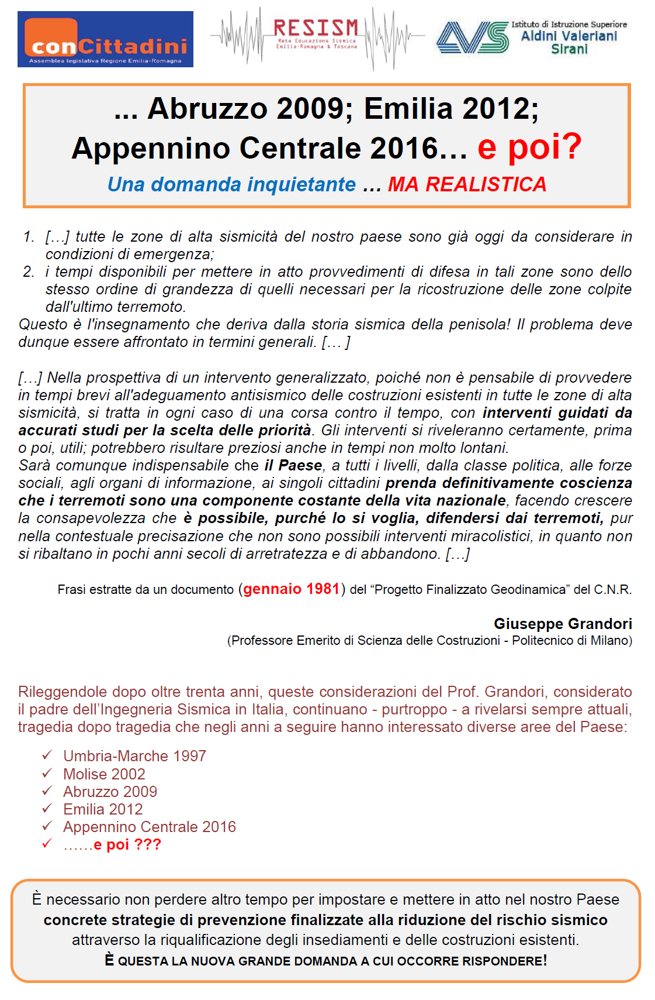 conCittadini
Assemblea legislativa Regione Emilia-Romagna
RESISM
Rete Educazione Sismica
Emilia-Romagna & Toscana
AVS
Istituto di Istruzione Superiore
Aldini Valeriani
Sirani
... Abruzzo 2009; Emilia 2012;
Appennino Centrale 2016… e poi?
Una domanda inquietante … MA REALISTICA
1. […] tutte le zone di alta sismicità del nostro paese sono già oggi da considerare in
condizioni di emergenza;
2. i tempi disponibili per mettere in atto provvedimenti di difesa in tali zone sono dello
stesso ordine di grandezza di quelli necessari per la ricostruzione delle zone colpite
dall'ultimo terremoto.
Questo è l'insegnamento che deriva dalla storia sismica della penisola! Il problema deve
dunque essere affrontato in termini generali. [… ]
[…] Nella prospettiva di un intervento generalizzato, poiché non è pensabile di provvedere
in tempi brevi all'adeguamento antisismico delle costruzioni esistenti in tutte le zone di alta
sismicità, si tratta in ogni caso di una corsa contro il tempo, con interventi guidati da
accurati studi per la scelta delle priorità. Gli interventi si riveleranno certamente, prima
o poi, utili; potrebbero risultare preziosi anche in tempi non molto lontani.
Sarà comunque indispensabile che il Paese, a tutti i livelli, dalla classe politica, alle forze
sociali, agli organi di informazione, ai singoli cittadini prenda definitivamente coscienza
che i terremoti sono una componente costante della vita nazionale, facendo crescere
la consapevolezza che è possibile, purché lo si voglia, difendersi dai terremoti, pur
nella contestuale precisazione che non sono possibili interventi miracolistici, in quanto non
si ribaltano in pochi anni secoli di arretratezza e di abbandono. […]
Frasi estratte da un documento (gennaio 1981) del “Progetto Finalizzato Geodinamica” del C.N.R.
Giuseppe Grandori
(Professore Emerito di Scienza delle Costruzioni - Politecnico di Milano)
Rileggendole dopo oltre trenta anni, queste considerazioni del Prof. Grandori, considerato
il padre dell’Ingegneria Sismica in Italia, continuano - purtroppo - a rivelarsi sempre attuali,
tragedia dopo tragedia che negli anni a seguire hanno interessato diverse aree del Paese:
✓ Umbria-Marche 1997
✓ Molise 2002
✓ Abruzzo 2009
✓ Emilia 2012
✓ Appennino Centrale 2016
✓ ……e poi ???
È necessario non perdere altro tempo per impostare e mettere in atto nel nostro Paese
concrete strategie di prevenzione finalizzate alla riduzione del rischio sismico
attraverso la riqualificazione degli insediamenti e delle costruzioni esistenti.
È QUESTA LA NUOVA GRANDE DOMANDA A CUI OCCORRE RISPONDERE!